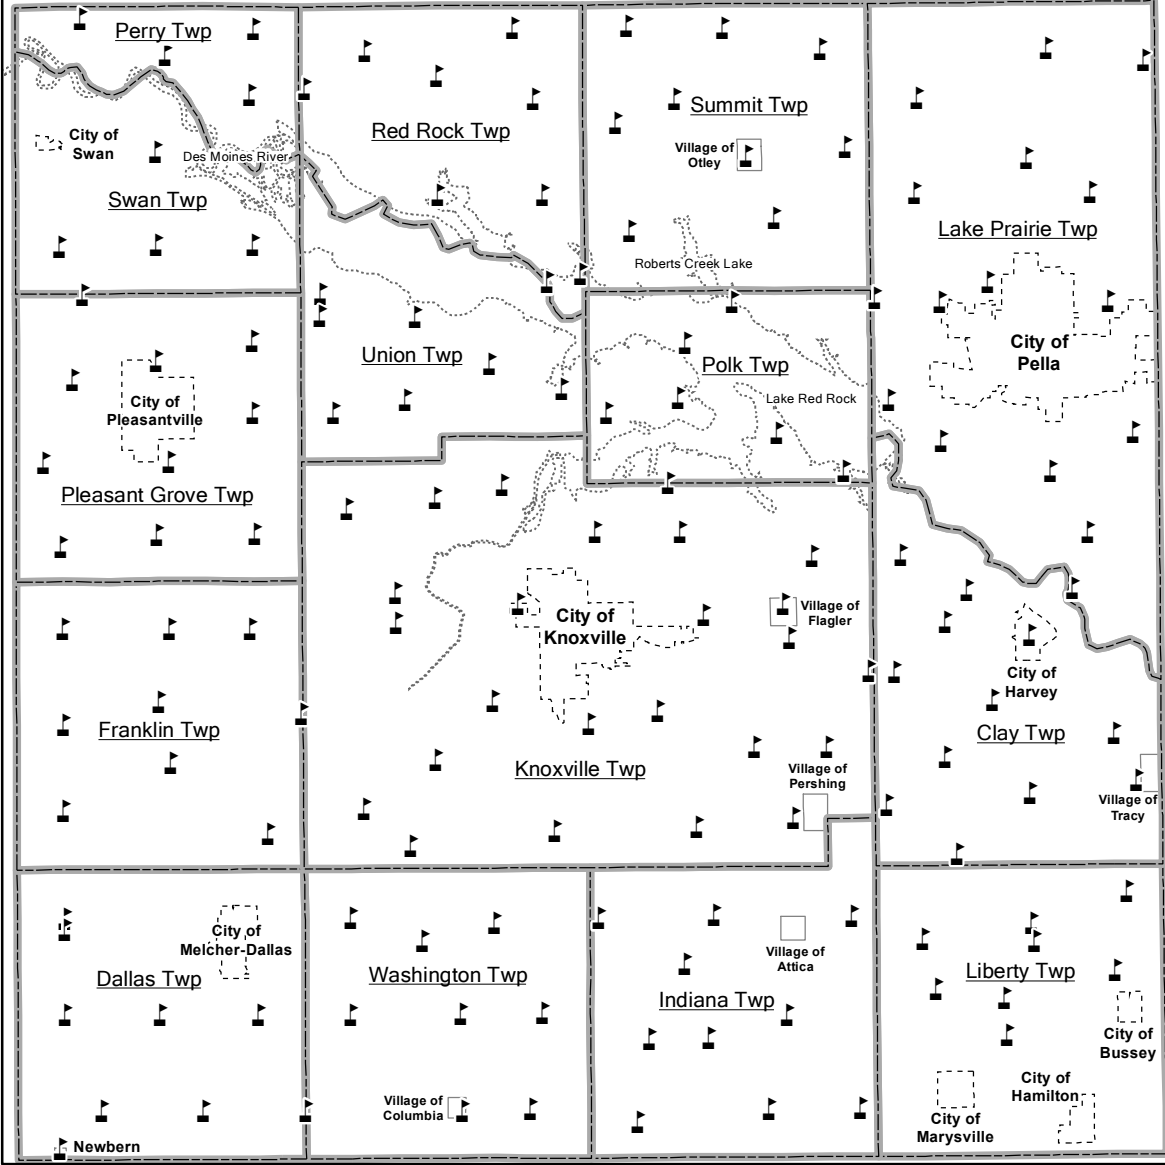 Perry Twp
City of
Swan
Des Moines River
Swan Twp
Red Rock Twp
Summit Twp
Village of
Otley
Roberts Creek Lake
Lake Prairie Twp
City of
Pella
Union Twp
Polk Twp
Lake Red Rock
City of
Pleasantville
Pleasant Grove Twp
City of
Knoxville
Village of
Flagler
City of
Harvey
Franklin Twp
Knoxville Twp
Clay Twp
Village of
Pershing
Village of
Tracy
City of
Melcher-Dallas
Dallas Twp
Washington Twp
Village of
Attica
Indiana Twp
Liberty Twp
City of
Bussey
Village of
Columbia
City of
Hamilton
City of
Marysville
Newbern